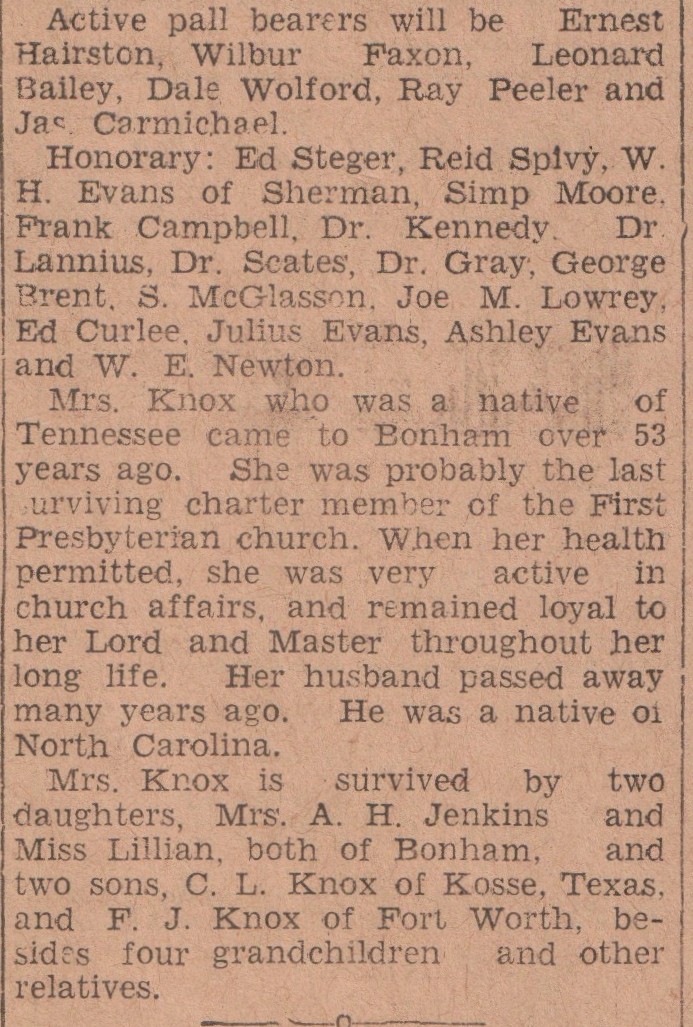 Active pall bearers will be Ernest
Hairston, Wilbur Faxon, Leonard
Bailey, Dale Wolford, Ray Peeler and
Jas. Carmichael.
Honorary: Ed Steger, Reid Spivy, W.
H. Evans of Sherman, Simp Moore,
Frank Campbell, Dr. Kennedy, Dr.
Lannius, Dr. Scates, Dr. Gray, George
Brent, S. McGlasson, Joe M. Lowrey,
Ed Curlee, Julius Evans, Ashley Evans
and W. E. Newton.
Mrs. Knox who was a native of
Tennessee came to Bonham over 53
years ago. She was probably the last
urviving charter member of the First
Presbyterian church. When her health
permitted, she was very active in
church affairs, and remained loyal to
her Lord and Master throughout her
long life. Her husband passed away
many years ago. He was a native of
North Carolina.
Mrs. Knox is survived by two
daughters, Mrs. A. H. Jenkins and
Miss Lillian, both of Bonham, and
two sons, C. L. Knox of Kosse, Texas,
and F. J. Knox of Fort Worth, be-
sides four grandchildren and other
relatives.